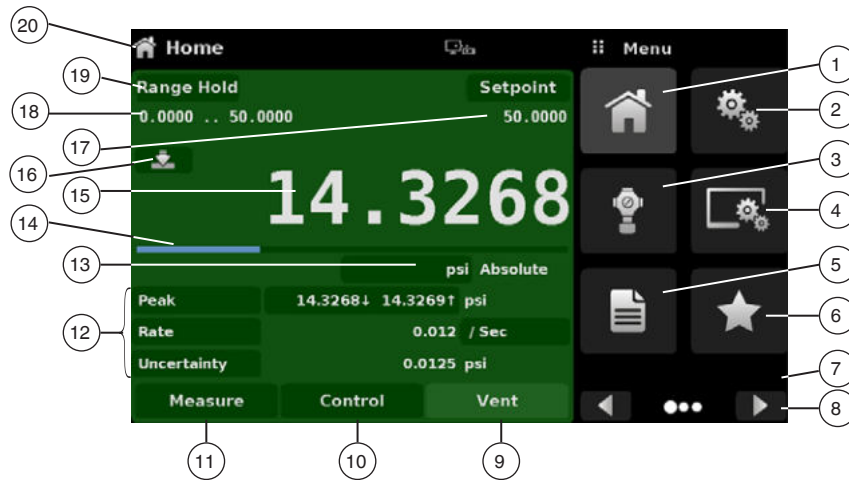 20
Home
Menu
1
19
Range Hold
Setpoint
18
0.0000 .. 50.0000
50.0000
2
17
3
16
15
14.3268
4
14
13
psi Absolute
5
Peak
14.3268↓ 14.3269↑ psi
6
12
Rate
0.012 / Sec
Uncertainty
0.0125 psi
7
Measure
Control
Vent
8
11
10
9